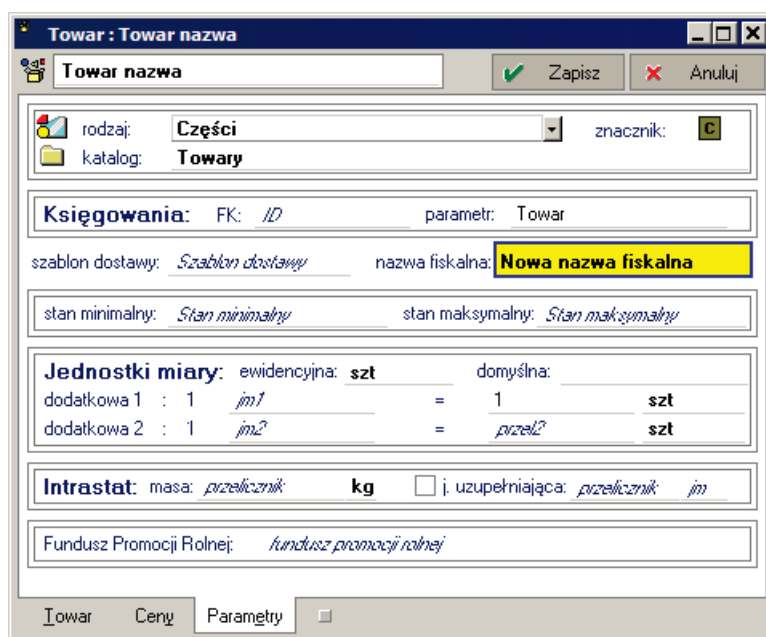 Towar : Towar nazwa
Towar nazwa Zapisz Anuluj
rodzaj: Części znacznik: C
katalog: Towary
Księgowania: FK: ID parametr: Towar
szablon dostawy: Szablon dostawy nazwa fiskalna: Nowa nazwa fiskalna
stan minimalny: Stan minimalny stan maksymalny: Stan maksymalny
Jednostki miary: ewidencyjna: szt domyślna:
dodatkowa 1 : 1 jm1 = 1 szt
dodatkowa 2 : 1 jm2 = przel2 szt
Intrastat: masa: przelicznik kg j. uzupełniająca: przelicznik jm
Fundusz Promocji Rolnej: fundusz promocji rolnej
Towar Ceny Parametry